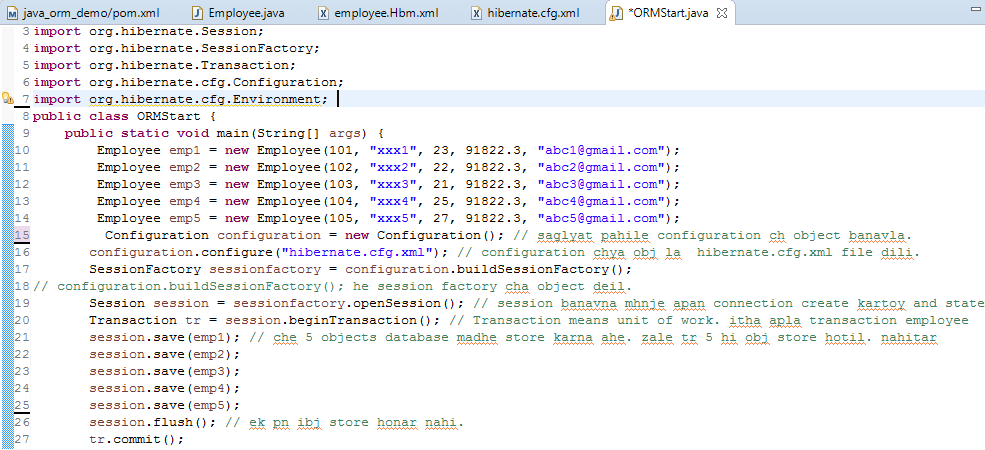 java_orm_demo/pom.xml Employee.java employee.Hbm.xml hibernate.cfg.xml *ORMStart.java
3 import org.hibernate.Session;
4 import org.hibernate.SessionFactory;
5 import org.hibernate.Transaction;
6 import org.hibernate.cfg.Configuration;
7 import org.hibernate.cfg.Environment;
8 public class ORMStart {
9 public static void main(String[] args) {
10 Employee emp1 = new Employee(101, "xxx1", 23, 91822.3, "abc1@gmail.com");
11 Employee emp2 = new Employee(102, "xxx2", 22, 91822.3, "abc2@gmail.com");
12 Employee emp3 = new Employee(103, "xxx3", 21, 91822.3, "abc3@gmail.com");
13 Employee emp4 = new Employee(104, "xxx4", 25, 91822.3, "abc4@gmail.com");
14 Employee emp5 = new Employee(105, "xxx5", 27, 91822.3, "abc5@gmail.com");
15 Configuration configuration = new Configuration(); // saglyat pahile configuration ch object banavla.
16 configuration.configure("hibernate.cfg.xml"); // configuration chya obj la hibernate.cfg.xml file dili.
17 SessionFactory sessionfactory = configuration.buildSessionFactory();
18 // configuration.buildSessionFactory(); he session factory cha object deil.
19 Session session = sessionfactory.openSession(); // session banavna mhnje apan connection create kartoy and state
20 Transaction tr = session.beginTransaction(); // Transaction means unit of work. itha apla transaction employee
21 session.save(emp1); // che 5 objects database madhe store karna ahe. zale tr 5 hi obj store hotil. nahitar
22 session.save(emp2);
23 session.save(emp3);
24 session.save(emp4);
25 session.save(emp5);
26 session.flush(); // ek pn ibj store honar nahi.
27 tr.commit();